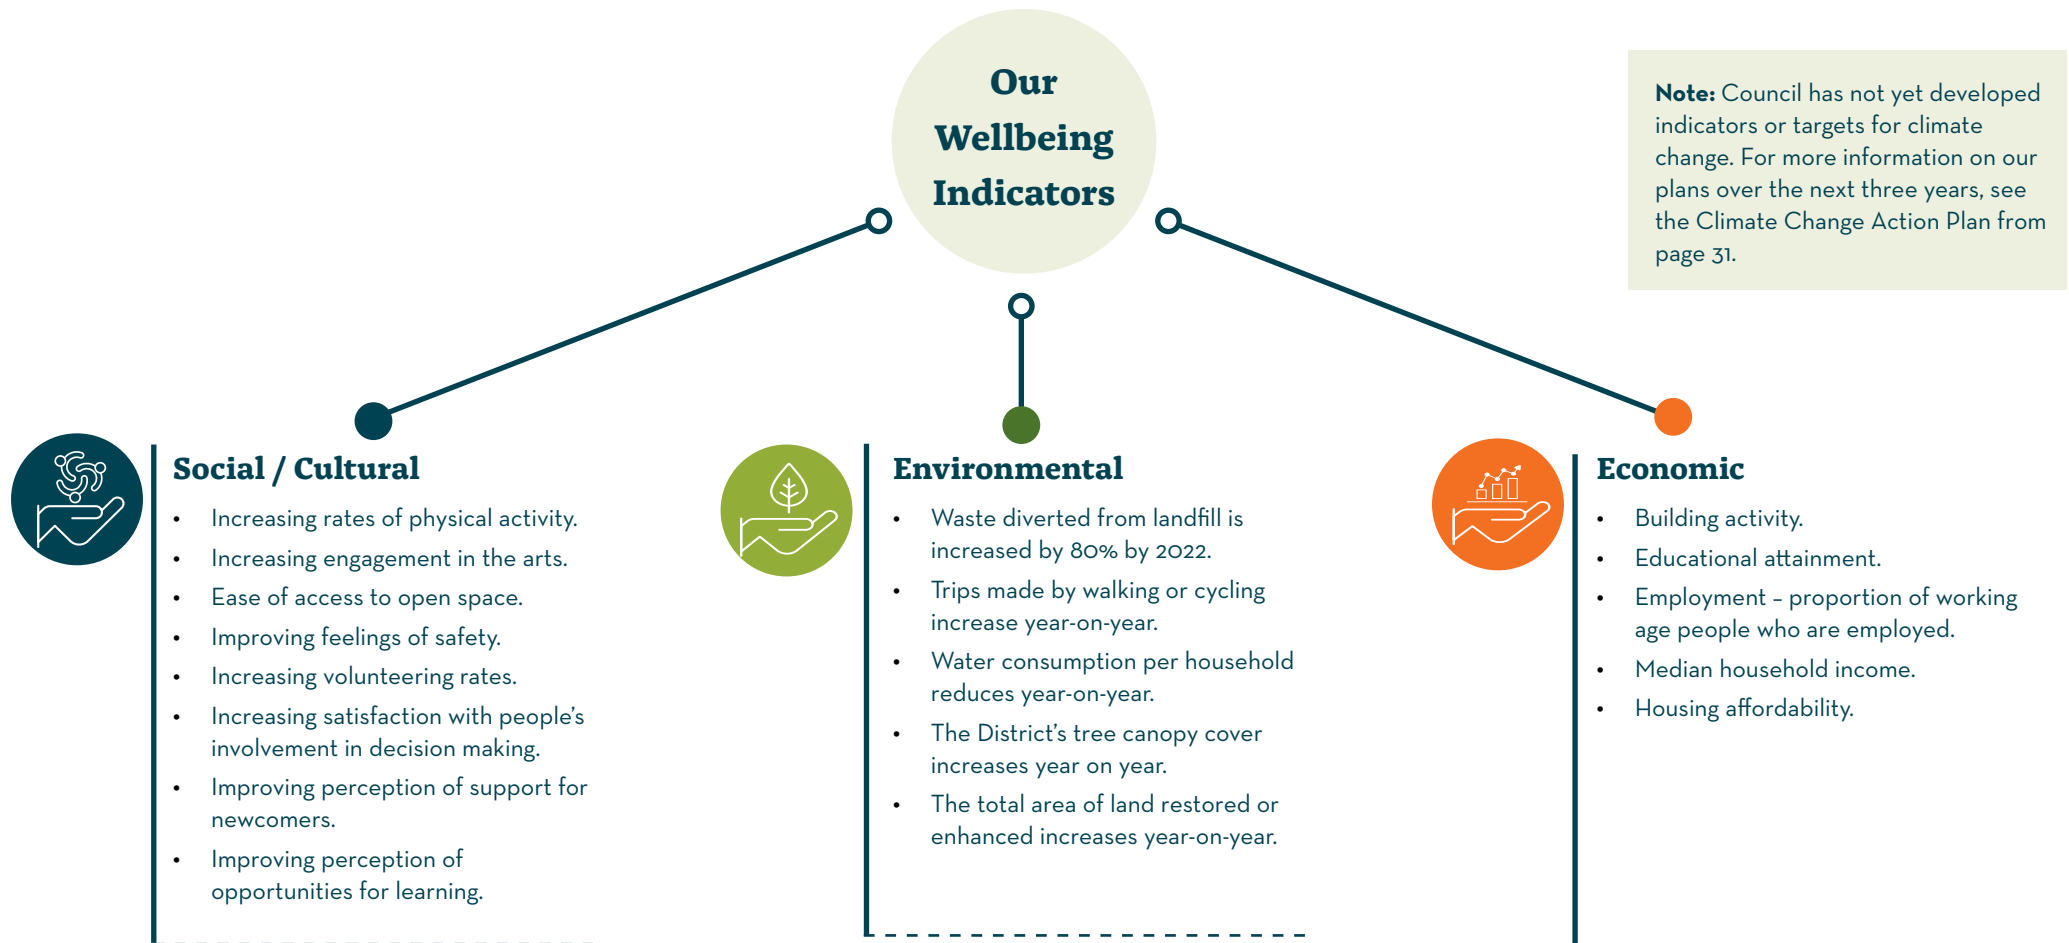 Our
Wellbeing
Indicators
Note: Council has not yet developed
indicators or targets for climate
change. For more information on our
plans over the next three years, see
the Climate Change Action Plan from
page 31.
Social / Cultural
• Increasing rates of physical activity.
• Increasing engagement in the arts.
• Ease of access to open space.
• Improving feelings of safety.
• Increasing volunteering rates.
• Increasing satisfaction with people’s
involvement in decision making.
• Improving perception of support for
newcomers.
• Improving perception of
opportunities for learning.
Environmental
• Waste diverted from landfill is
increased by 80% by 2022.
• Trips made by walking or cycling
increase year-on-year.
• Water consumption per household
reduces year-on-year.
• The District’s tree canopy cover
increases year on year.
• The total area of land restored or
enhanced increases year-on-year.
Economic
• Building activity.
• Educational attainment.
• Employment – proportion of working
age people who are employed.
• Median household income.
• Housing affordability.